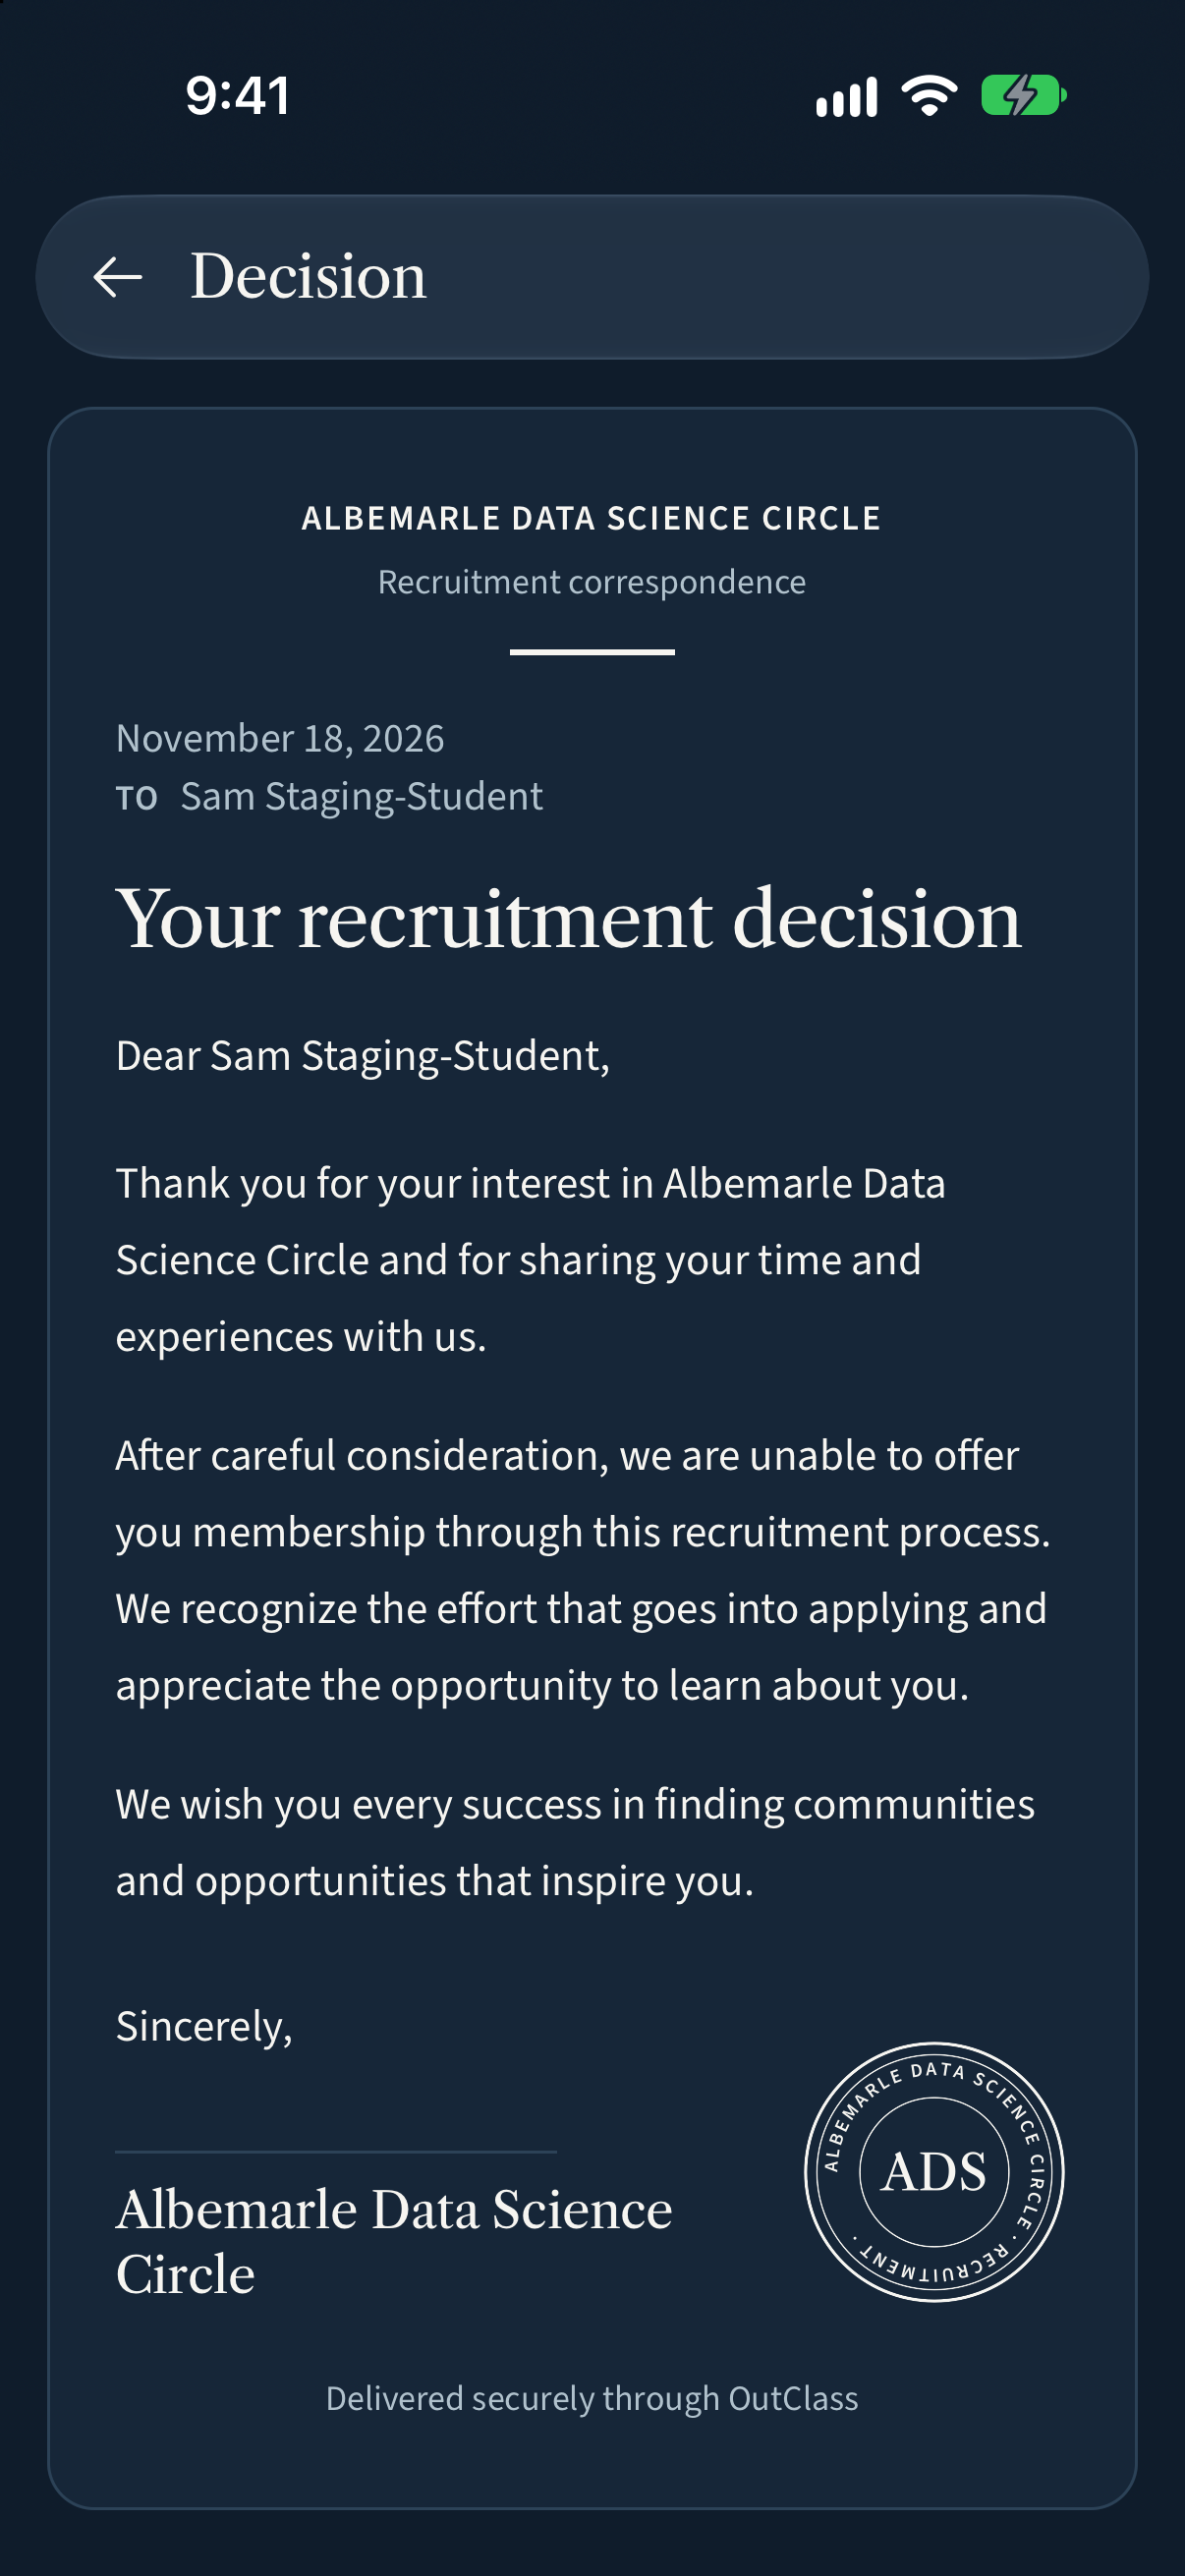 9:41
Decision
ALBEMARLE DATA SCIENCE CIRCLE
Recruitment correspondence
November 18, 2026
TO Sam Staging-Student
Your recruitment decision
Dear Sam Staging-Student,
Thank you for your interest in Albemarle Data
Science Circle and for sharing your time and
experiences with us.
After careful consideration, we are unable to offer
you membership through this recruitment process.
We recognize the effort that goes into applying and
appreciate the opportunity to learn about you.
We wish you every success in finding communities
and opportunities that inspire you.
Sincerely,
Albemarle Data Science
Circle
ALBEMARLE DATA SCIENCE CIRCLE · RECRUITMENT ·
ADS
Delivered securely through OutClass